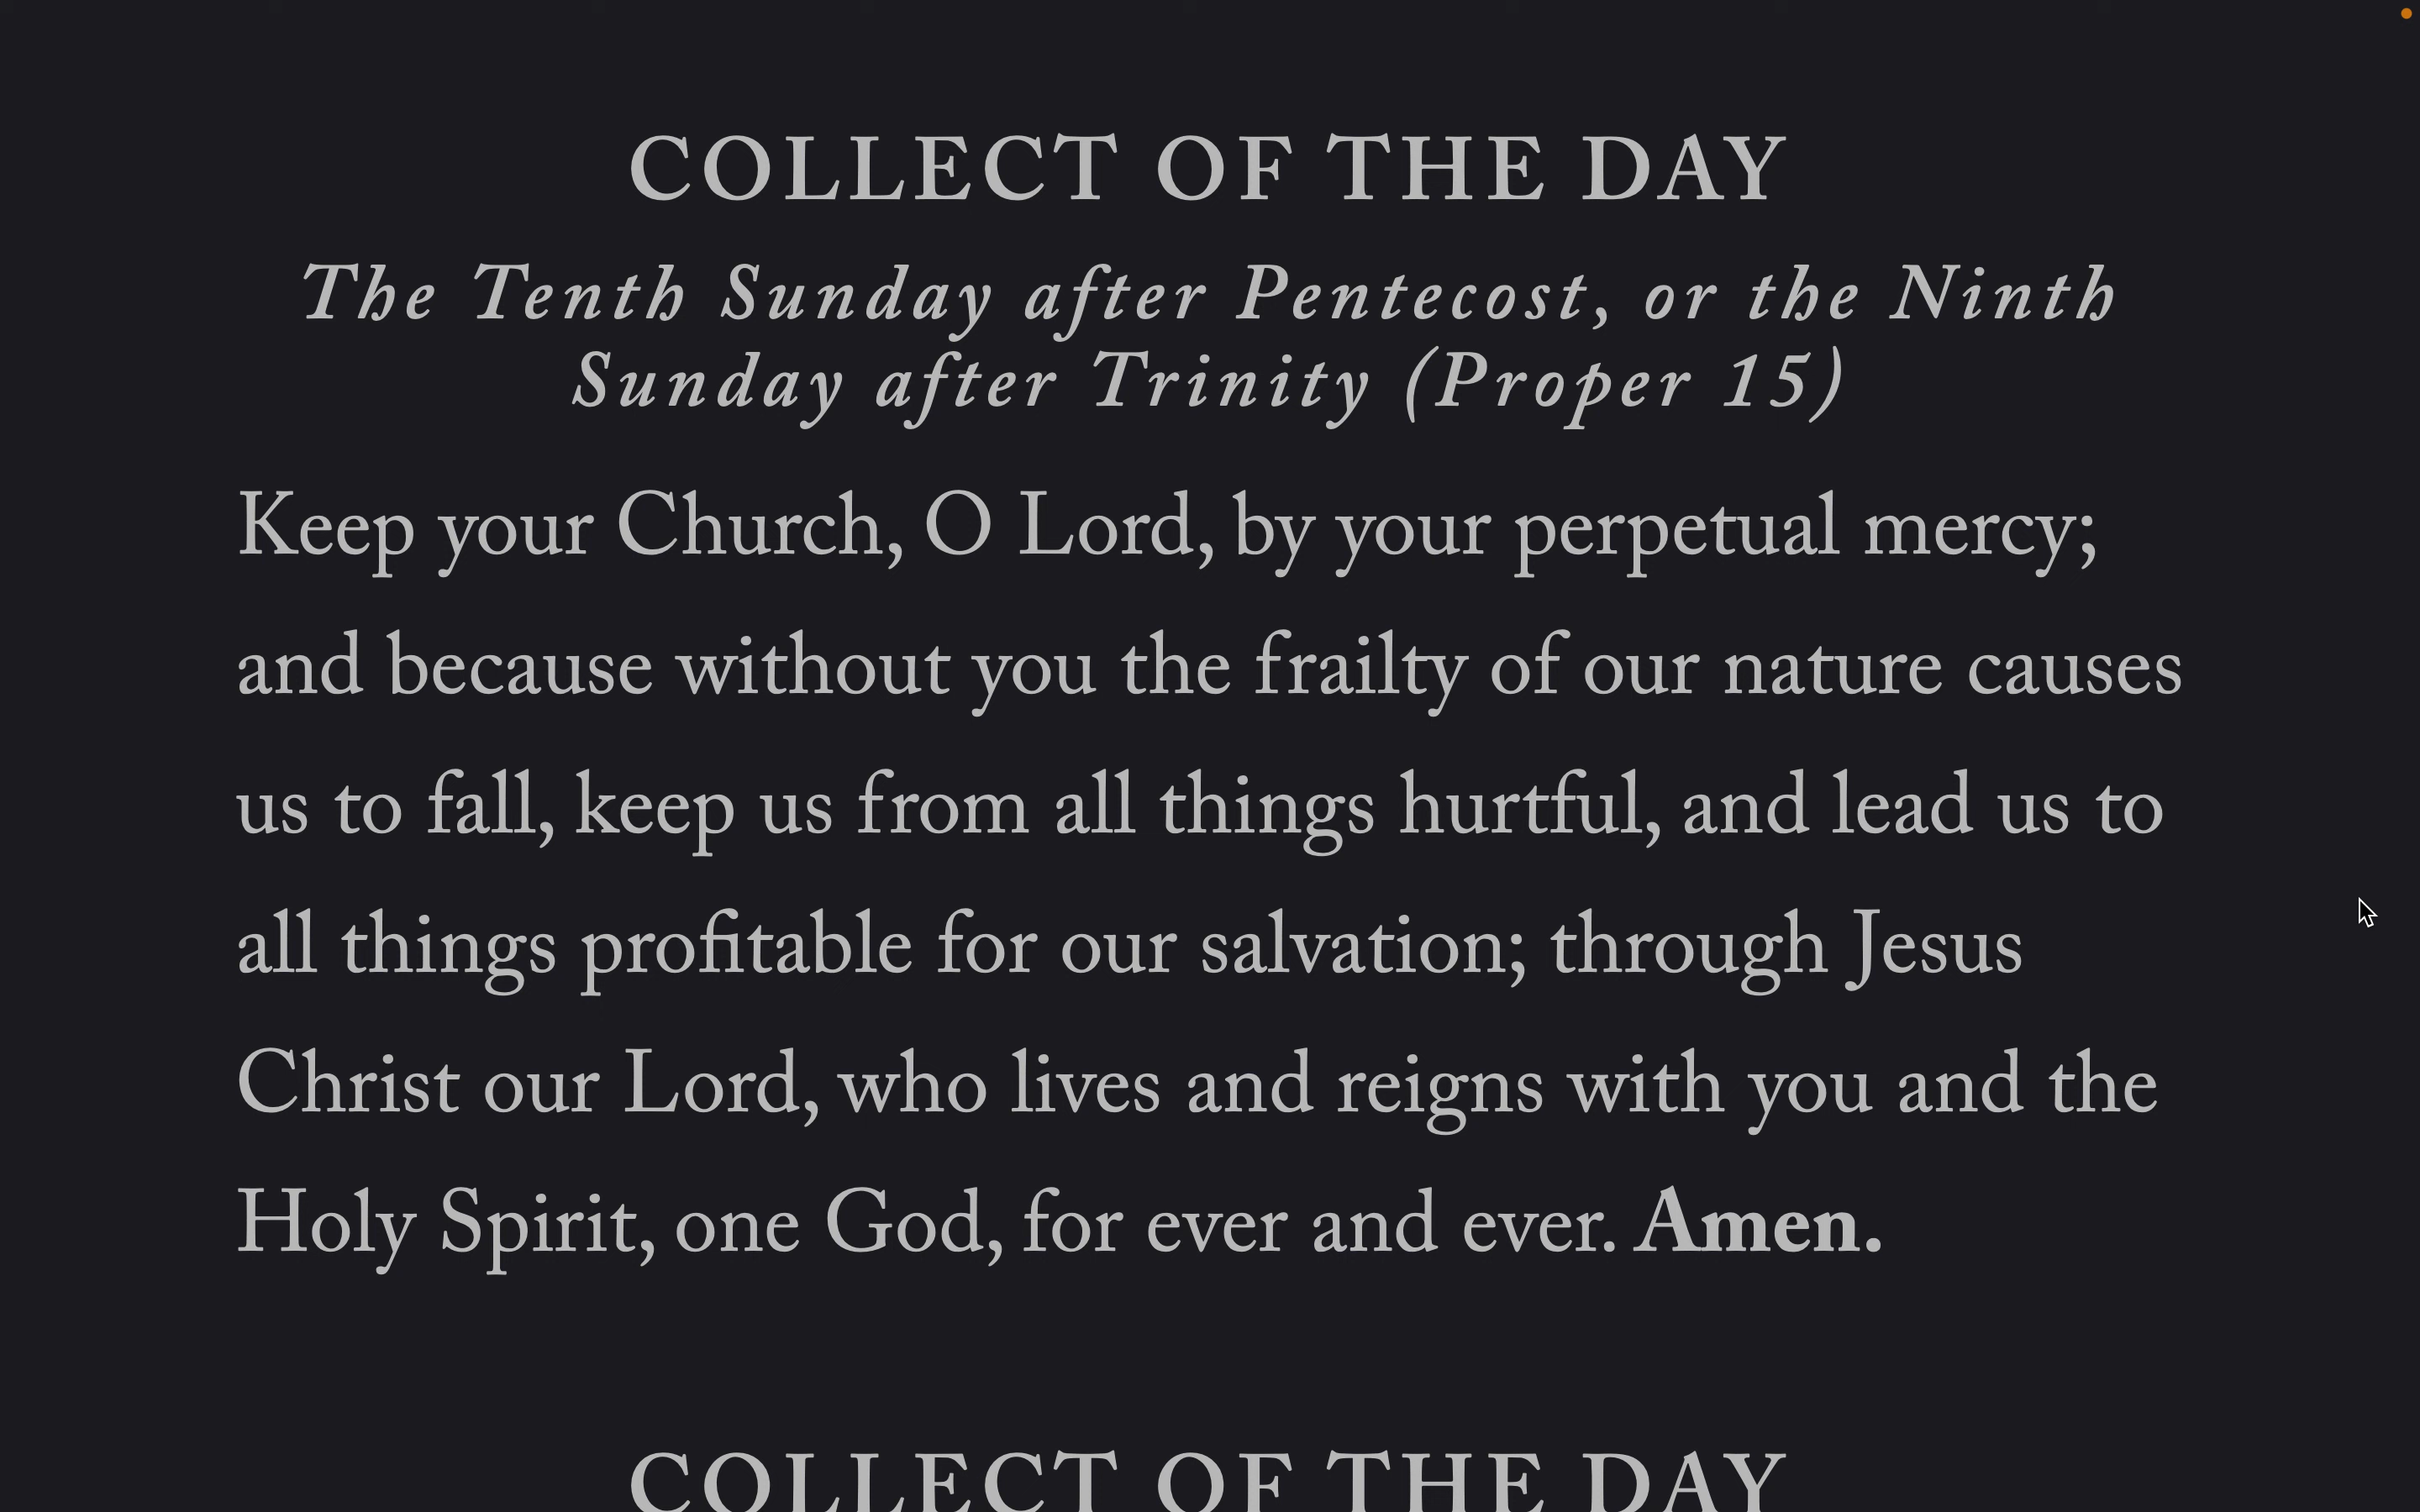 COLLECT OF THE DAY
The Tenth Sunday after Pentecost, or the Ninth
Sunday after Trinity (Proper 15)
Keep your Church, O Lord, by your perpetual mercy;
and because without you the frailty of our nature causes
us to fall, keep us from all things hurtful, and lead us to
all things profitable for our salvation; through Jesus
Christ our Lord, who lives and reigns with you and the
Holy Spirit, one God, for ever and ever. Amen.
COLLECT OF THE DAY